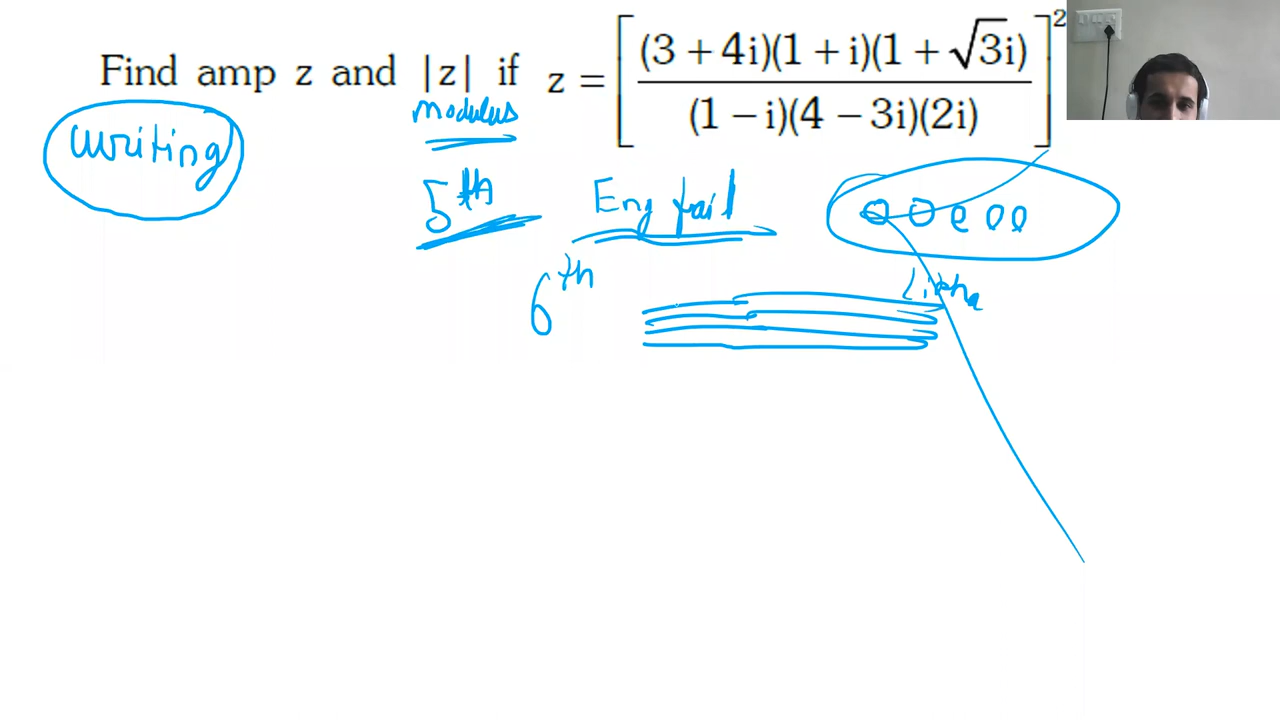 Find amp z and |z| if z = [ (3 + 4i)(1 + i)(1 + √3i) / (1 − i)(4 − 3i)(2i) ]²
modulus
writing
5th Eng fail
6th